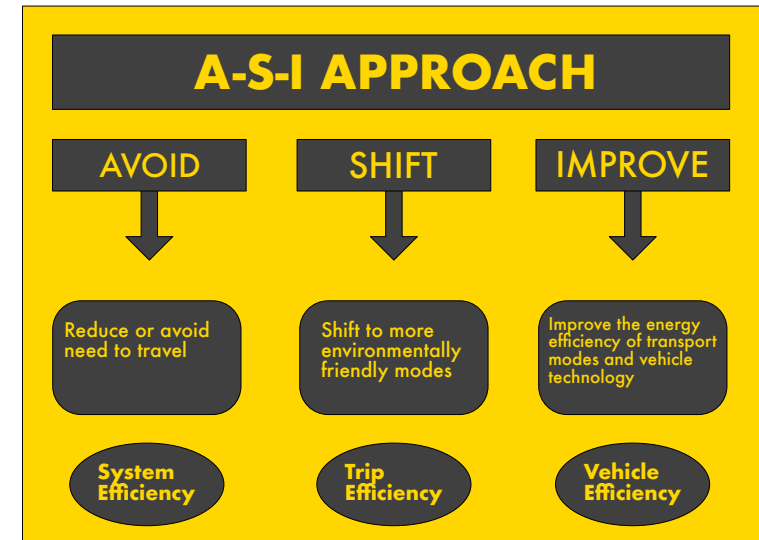 A-S-I APPROACH
AVOID
SHIFT
IMPROVE
Reduce or avoid
need to travel
Shift to more
environmentally
friendly modes
Improve the energy
efficiency of transport
modes and vehicle
technology
System
Efficiency
Trip
Efficiency
Vehicle
Efficiency